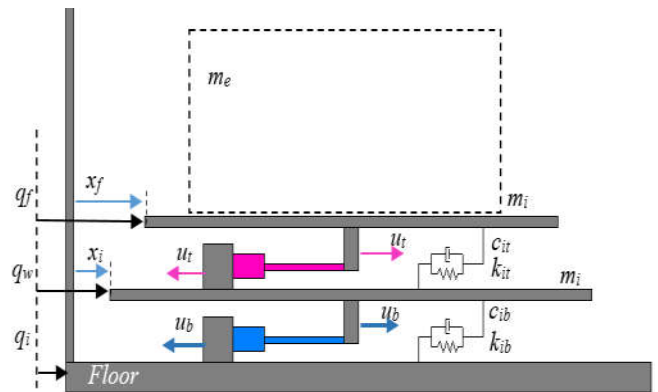 m_e
q_f
x_f
m_i
u_t
u_t
c_it
k_it
q_w
x_i
m_i
u_b
u_b
c_ib
k_ib
q_i
Floor